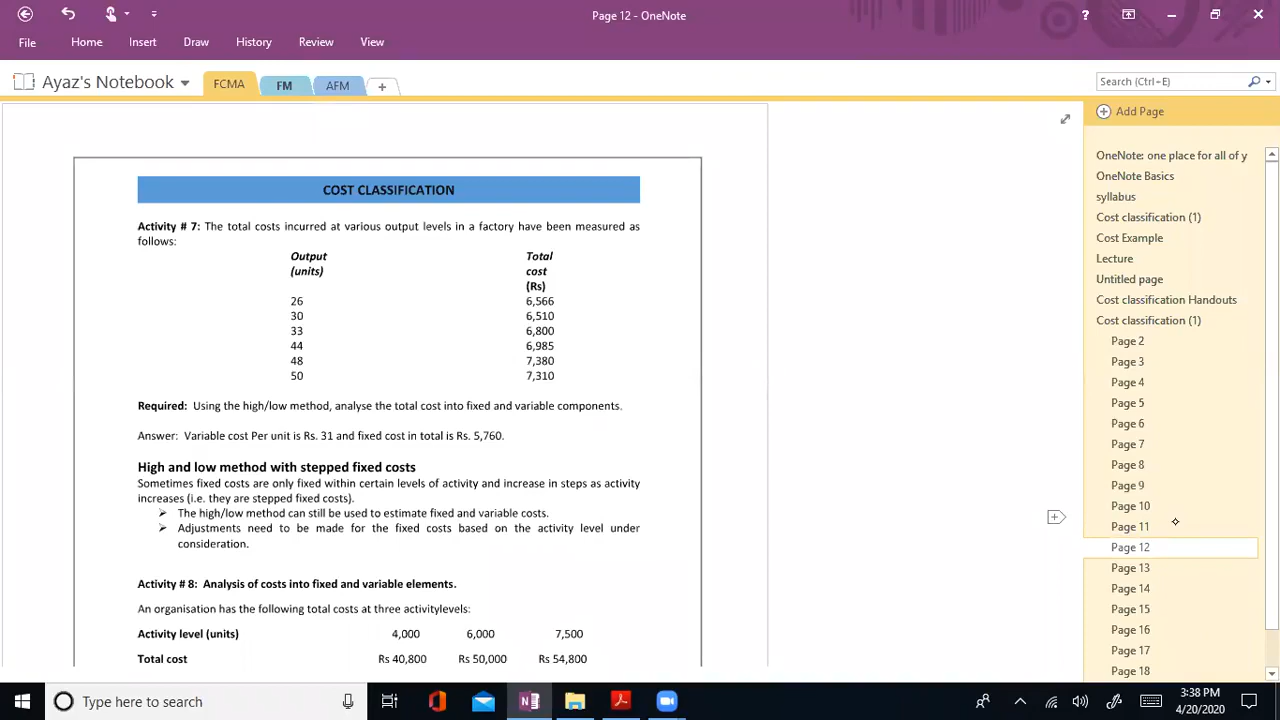 Page 12 - OneNote
?
File Home Insert Draw History Review View
Ayaz's Notebook FCMA FM AFM +
Search (Ctrl+E)
Add Page
OneNote: one place for all of y
OneNote Basics
syllabus
Cost classification (1)
Cost Example
Lecture
Untitled page
Cost classification Handouts
Cost classification (1)
Page 2
Page 3
Page 4
Page 5
Page 6
Page 7
Page 8
Page 9
Page 10
Page 11
Page 12
Page 13
Page 14
Page 15
Page 16
Page 17
Page 18
COST CLASSIFICATION
Activity # 7: The total costs incurred at various output levels in a factory have been measured as
follows:
Output Total
(units) cost
(Rs)
26 6,566
30 6,510
33 6,800
44 6,985
48 7,380
50 7,310
Required: Using the high/low method, analyse the total cost into fixed and variable components.
Answer: Variable cost Per unit is Rs. 31 and fixed cost in total is Rs. 5,760.
High and low method with stepped fixed costs
Sometimes fixed costs are only fixed within certain levels of activity and increase in steps as activity
increases (i.e. they are stepped fixed costs).
The high/low method can still be used to estimate fixed and variable costs.
Adjustments need to be made for the fixed costs based on the activity level under
consideration.
Activity # 8: Analysis of costs into fixed and variable elements.
An organisation has the following total costs at three activitylevels:
Activity level (units) 4,000 6,000 7,500
Total cost Rs 40,800 Rs 50,000 Rs 54,800
Type here to search
3:38 PM
4/20/2020